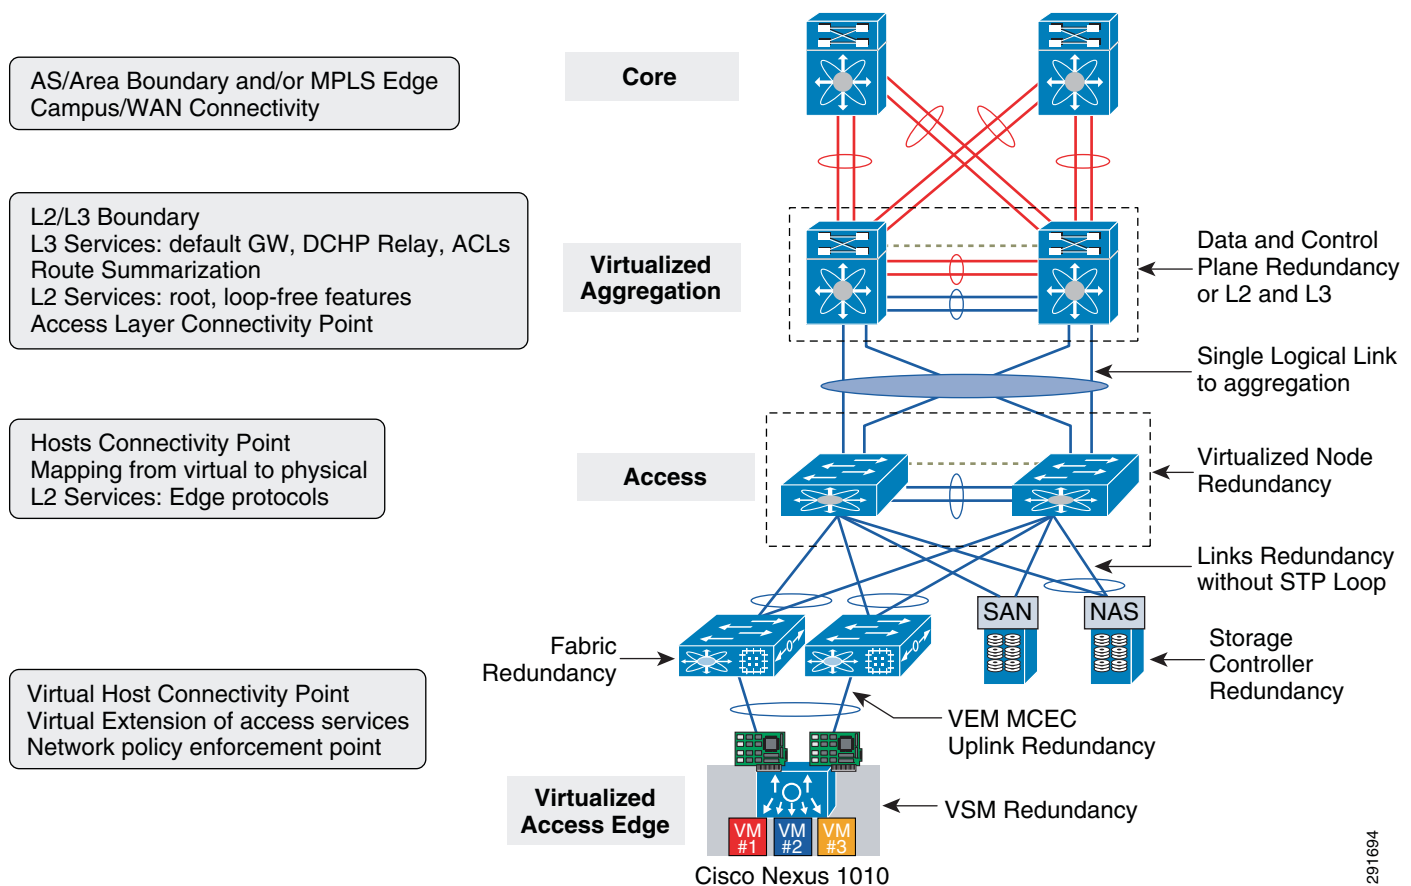 AS/Area Boundary and/or MPLS Edge
Campus/WAN Connectivity
Core
L2/L3 Boundary
L3 Services: default GW, DCHP Relay, ACLs
Route Summarization
L2 Services: root, loop-free features
Access Layer Connectivity Point
Virtualized
Aggregation
Data and Control
Plane Redundancy
or L2 and L3
Single Logical Link
to aggregation
Hosts Connectivity Point
Mapping from virtual to physical
L2 Services: Edge protocols
Access
Virtualized Node
Redundancy
Links Redundancy
without STP Loop
SAN
NAS
Fabric
Redundancy
Storage
Controller
Redundancy
Virtual Host Connectivity Point
Virtual Extension of access services
Network policy enforcement point
VEM MCEC
Uplink Redundancy
Virtualized
Access Edge
VSM Redundancy
VM
#1
VM
#2
VM
#3
Cisco Nexus 1010
291694